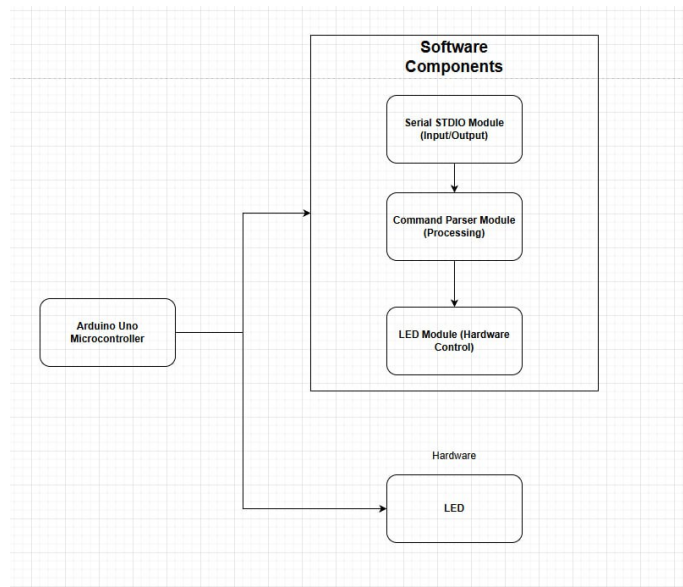 Software
Components
Serial STDIO Module
(Input/Output)
Command Parser Module
(Processing)
Arduino Uno
Microcontroller
LED Module (Hardware
Control)
Hardware
LED